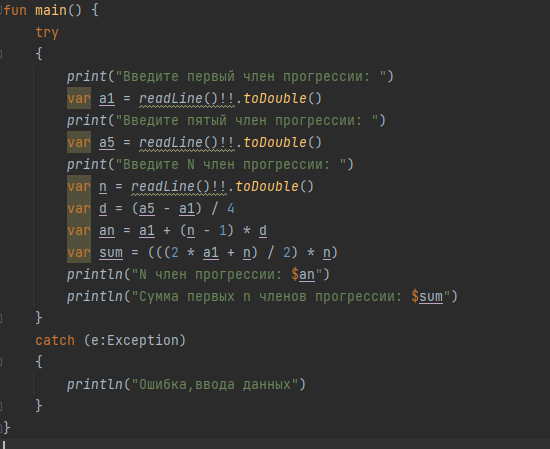 fun main() {
try
{
print("Введите первый член прогрессии: ")
var a1 = readLine()!!.toDouble()
print("Введите пятый член прогрессии: ")
var a5 = readLine()!!.toDouble()
print("Введите N член прогрессии: ")
var n = readLine()!!.toDouble()
var d = (a5 - a1) / 4
var an = a1 + (n - 1) * d
var sum = (((2 * a1 + n) / 2) * n)
println("N член прогрессии: $an")
println("Сумма первых n членов прогрессии: $sum")
}
catch (e:Exception)
{
println("Ошибка,ввода данных")
}
}